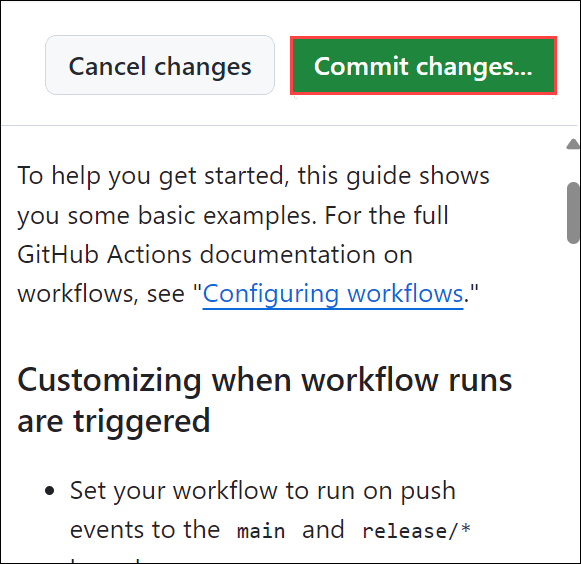 Cancel changes
Commit changes...
To help you get started, this guide shows
you some basic examples. For the full
GitHub Actions documentation on
workflows, see "Configuring workflows."
Customizing when workflow runs
are triggered
• Set your workflow to run on push
events to the main and release/*